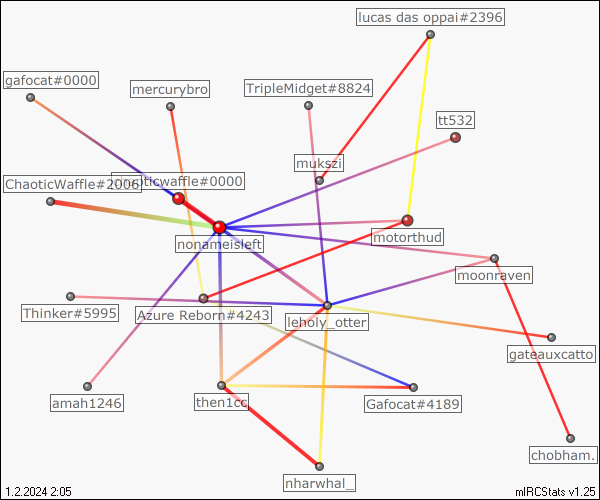 lucas das oppai#2396
gafocat#0000
mercurybro
TripleMidget#8824
tt532
mukszi
ChaoticWaffle#2006
chaoticwaffle#0000
motorthud
nonameisleft
moonraven
Thinker#5995
Azure Reborn#4243
leholy_otter
gateauxcatto
amah1246
then1cc
Gafocat#4189
chobham.
nharwhal_
1.2.2024 2:05
mIRCStats v1.25